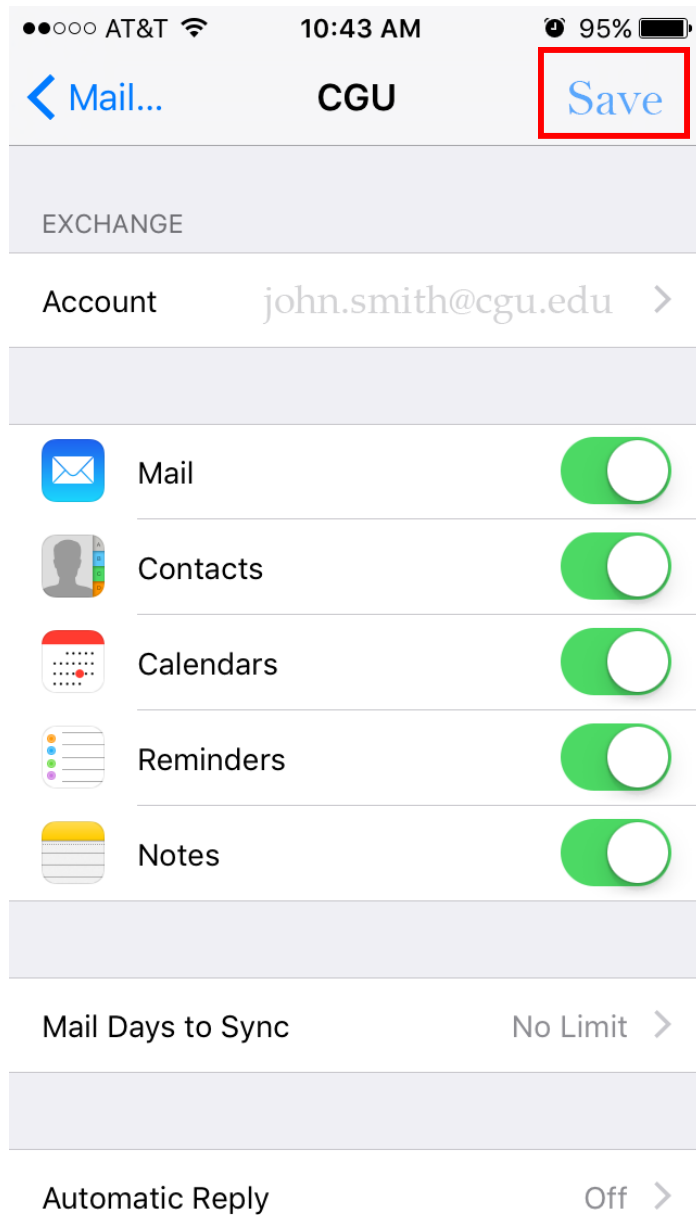 AT&T 10:43 AM 95%
Mail... CGU Save
EXCHANGE
Account john.smith@cgu.edu
Mail
Contacts
Calendars
Reminders
Notes
Mail Days to Sync No Limit
Automatic Reply Off